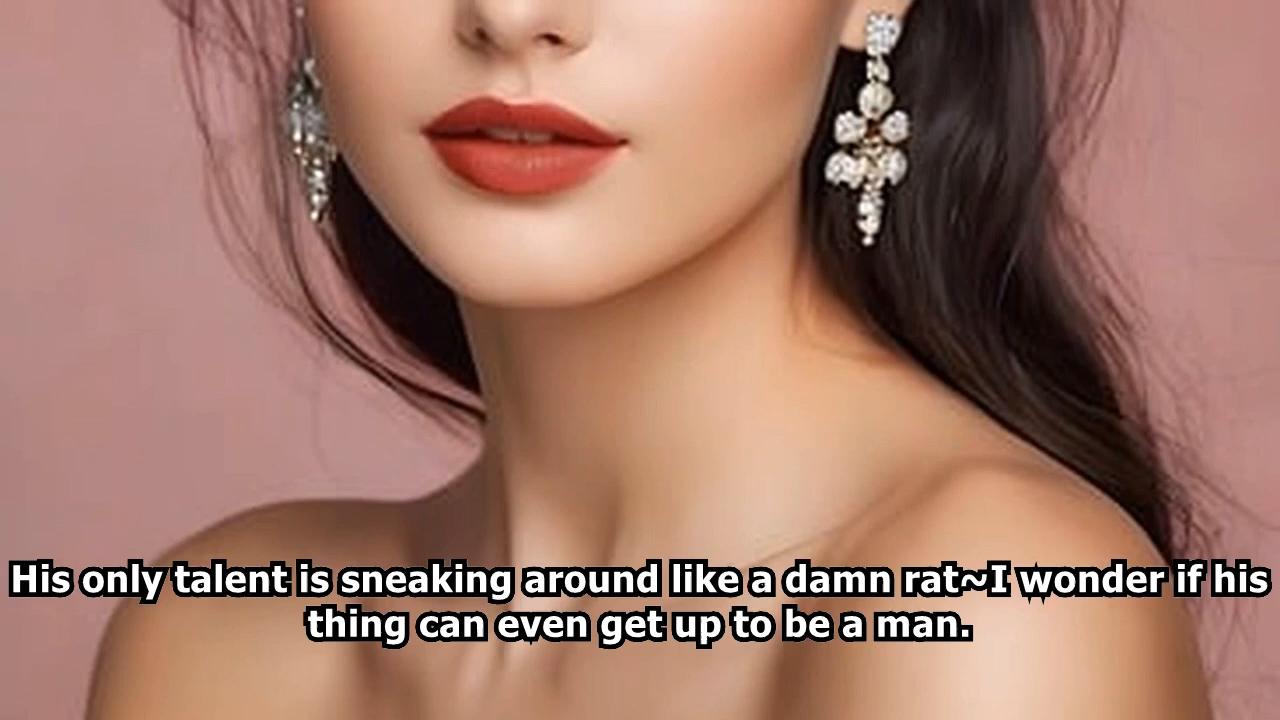 His only talent is sneaking around like a damn rat~I wonder if his
thing can even get up to be a man.